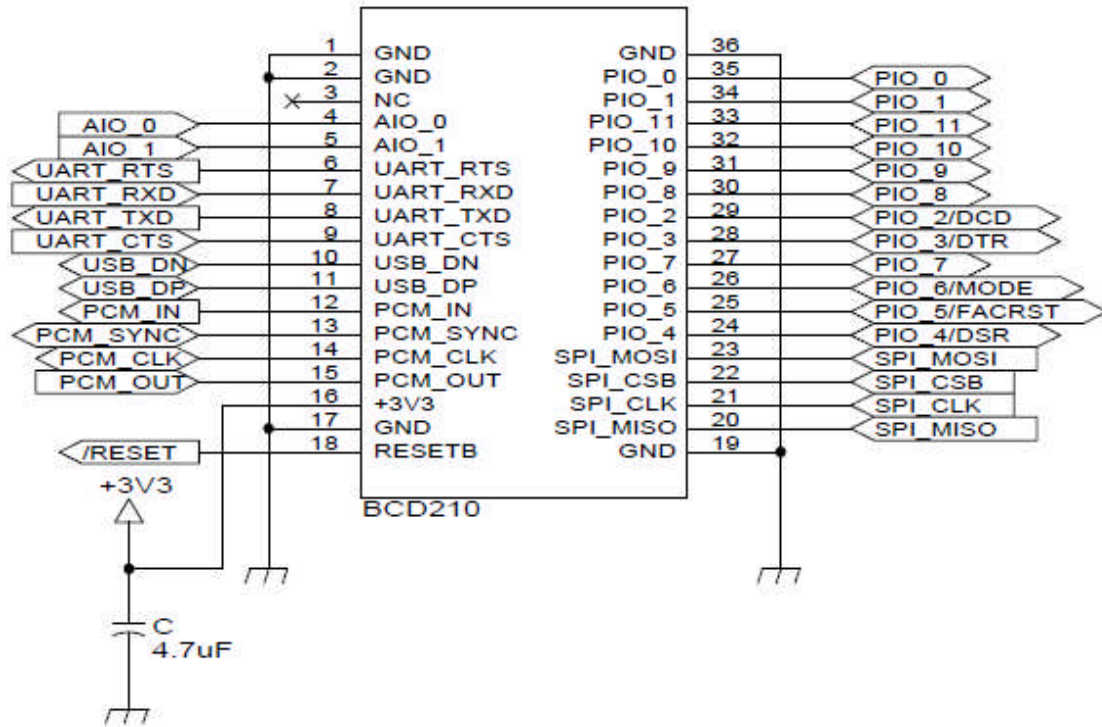 1 GND GND 36
2 GND PIO_0 35 PIO_0
3 NC PIO_1 34 PIO_1
AIO_0 4 AIO_0 PIO_11 33 PIO_11
AIO_1 5 AIO_1 PIO_10 32 PIO_10
UART_RTS 6 UART_RTS PIO_9 31 PIO_9
UART_RXD 7 UART_RXD PIO_8 30 PIO_8
UART_TXD 8 UART_TXD PIO_2 29 PIO_2/DCD
UART_CTS 9 UART_CTS PIO_3 28 PIO_3/DTR
USB_DN 10 USB_DN PIO_7 27 PIO_7
USB_DP 11 USB_DP PIO_6 26 PIO_6/MODE
PCM_IN 12 PCM_IN PIO_5 25 PIO_5/FACRST
PCM_SYNC 13 PCM_SYNC PIO_4 24 PIO_4/DSR
PCM_CLK 14 PCM_CLK SPI_MOSI 23 SPI_MOSI
PCM_OUT 15 PCM_OUT SPI_CSB 22 SPI_CSB
16 +3V3 SPI_CLK 21 SPI_CLK
17 GND SPI_MISO 20 SPI_MISO
/RESET 18 RESETB GND 19
+3V3
BCD210
C
4.7uF